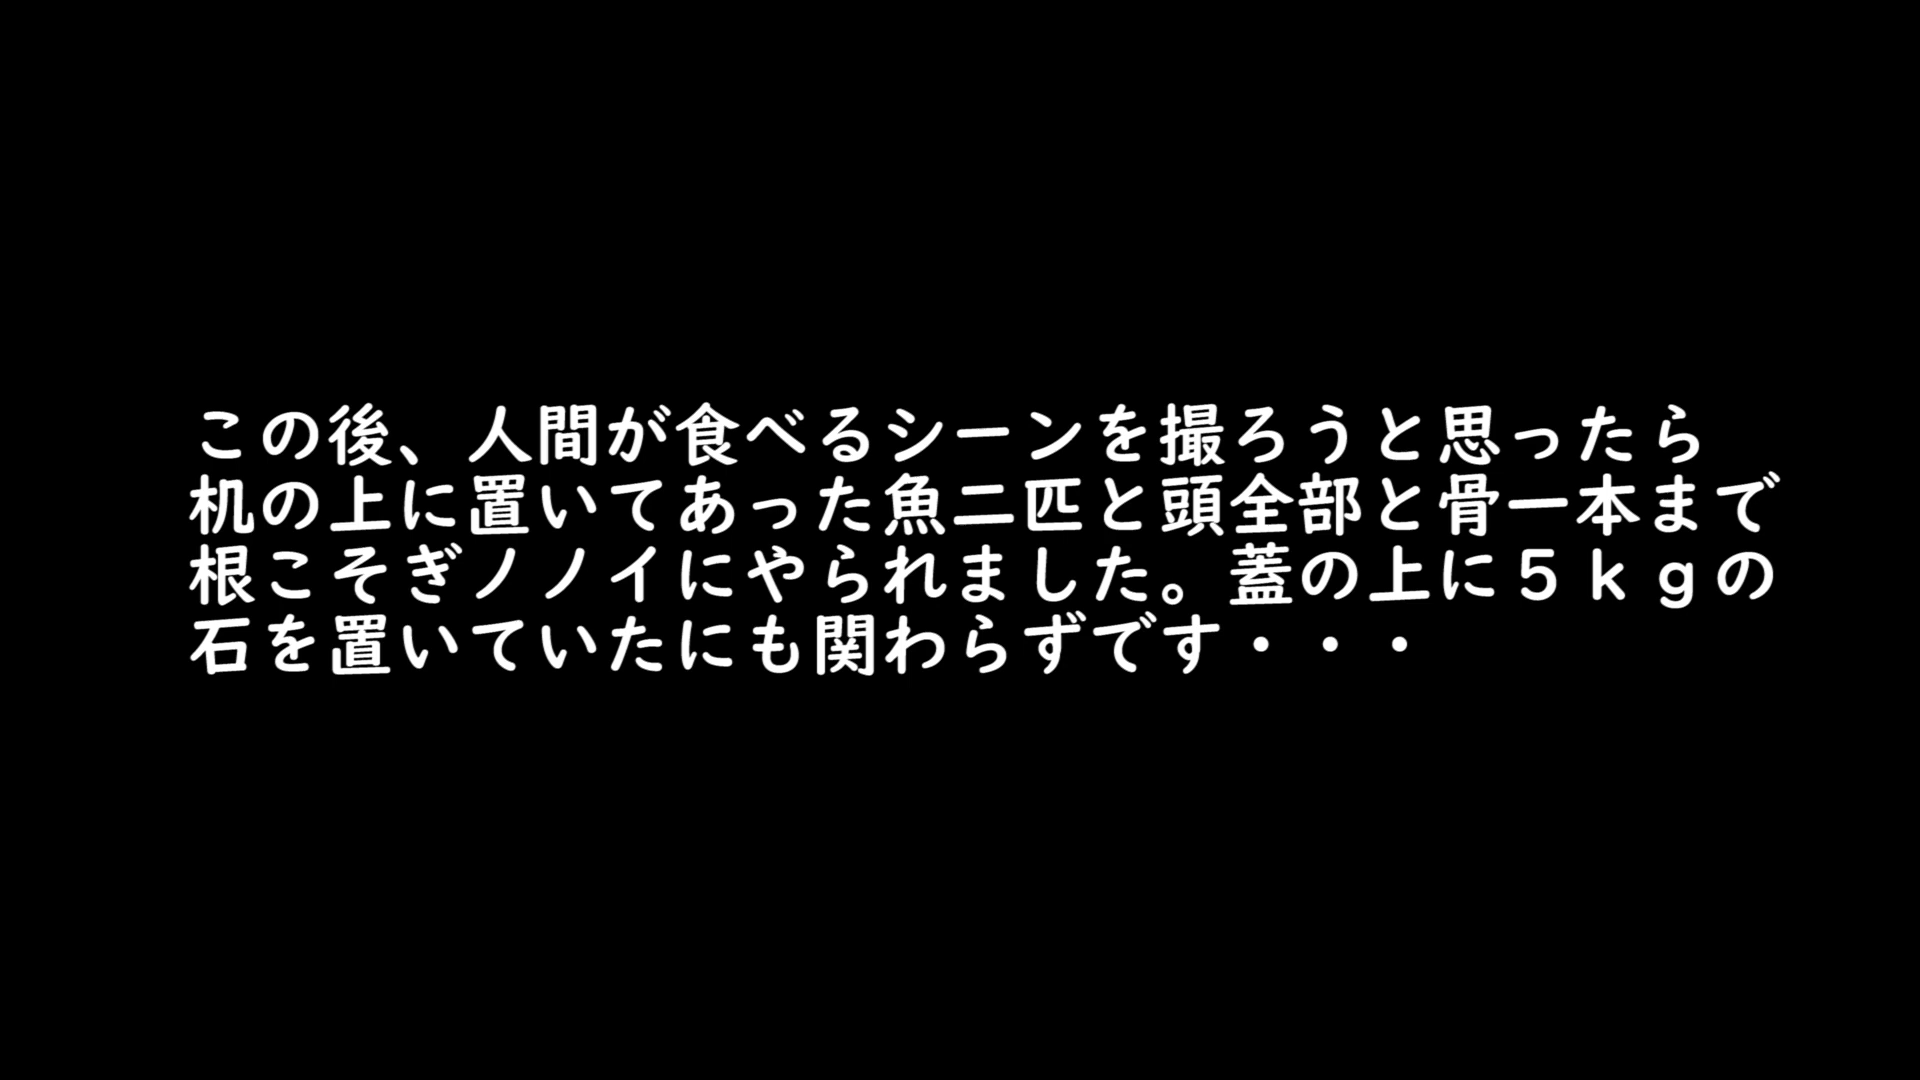 この後、人間が食べるシーンを撮ろうと思ったら
机の上に置いてあった魚二匹と頭全部と骨一本まで
根こそぎノノイにやられました。蓋の上に５ｋｇの
石を置いていたにも関わらずです・・・